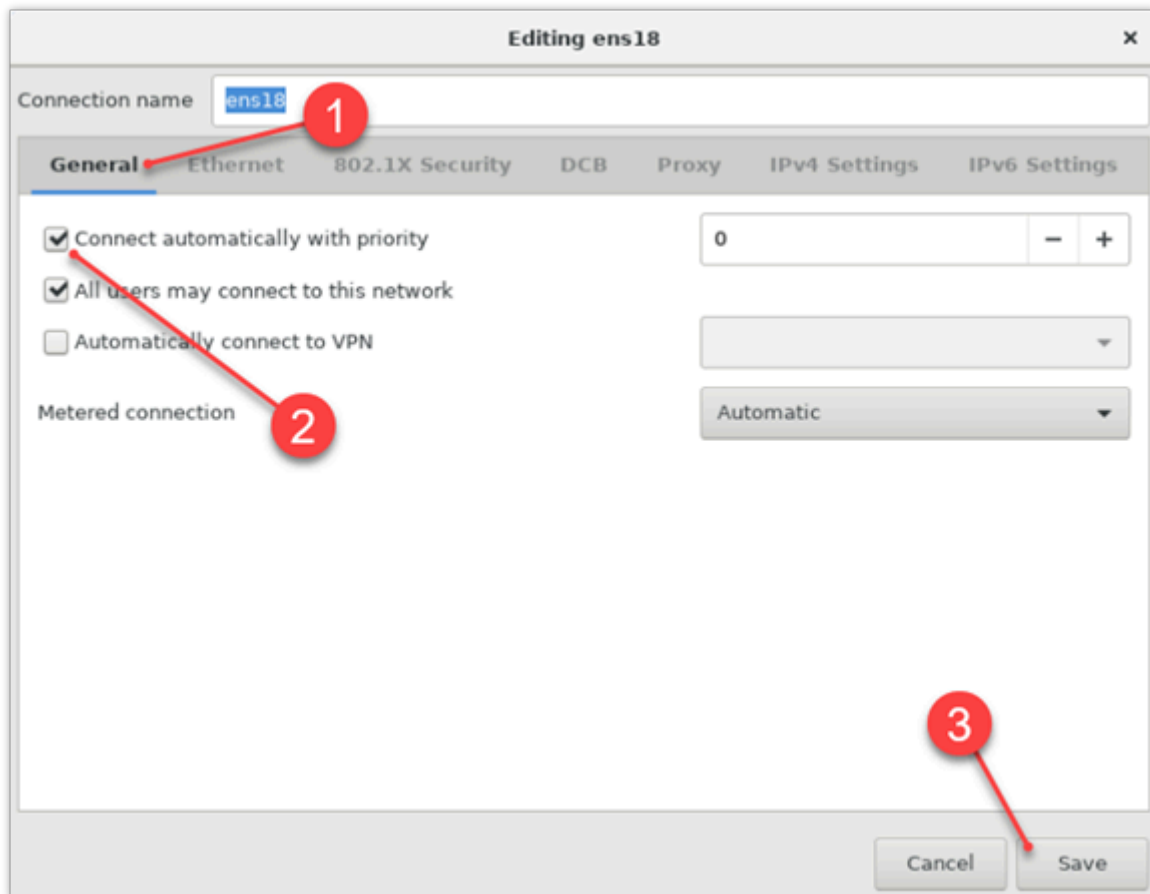 Editing ens18 ×
Connection name ens18
1
General Ethernet 802.1X Security DCB Proxy IPv4 Settings IPv6 Settings
Connect automatically with priority 0 − +
All users may connect to this network
Automatically connect to VPN
Metered connection Automatic
2
3
Cancel Save